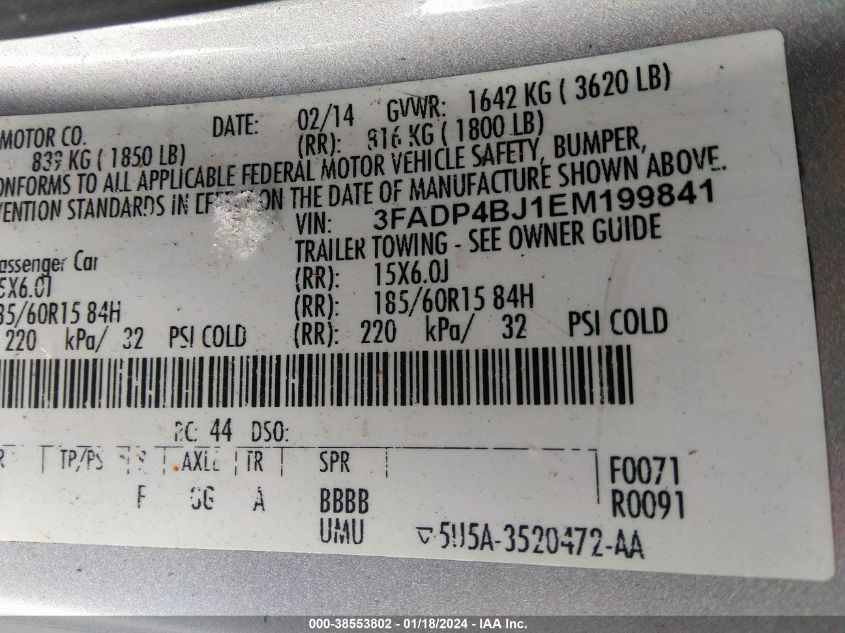 MOTOR CO. DATE: 02/14 GVWR: 1642 KG ( 3620 LB)
839 KG ( 1850 LB) (RR): 816 KG ( 1800 LB)
ONFORMS TO ALL APPLICABLE FEDERAL MOTOR VEHICLE SAFETY, BUMPER,
VENTION STANDARDS IN EFFECT ON THE DATE OF MANUFACTURE SHOWN ABOVE.
VIN: 3FADP4BJ1EM199841
TRAILER TOWING - SEE OWNER GUIDE
assenger Car
5X6.0J (RR): 15X6.0J
85/60R15 84H (RR): 185/60R15 84H
220 kPa/ 32 PSI COLD (RR): 220 kPa/ 32 PSI COLD
RC: 44 DSO:
R TP/PS R AXLE TR SPR F0071
F CG A BBBB R0091
UMU 5U5A-3520472-AA
000-38553802 - 01/18/2024 - IAA Inc.